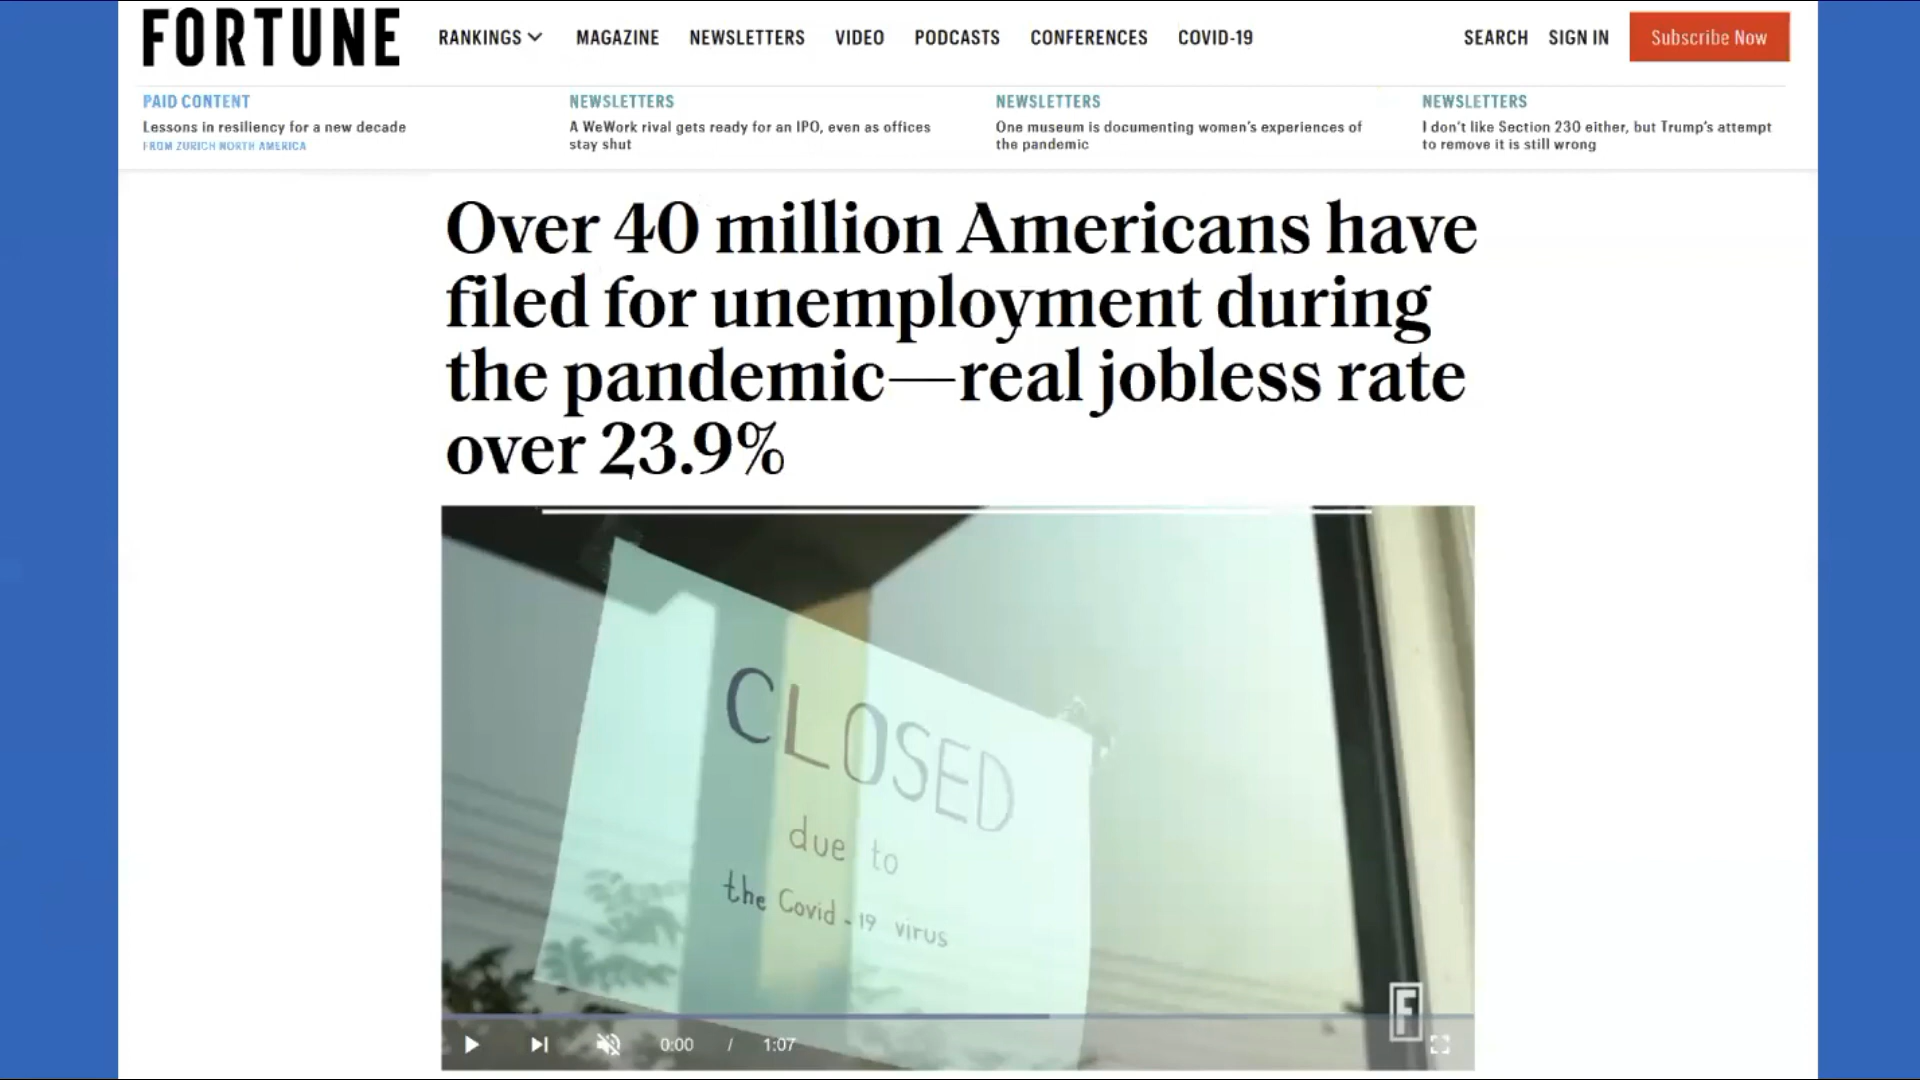 FORTUNE
RANKINGS MAGAZINE NEWSLETTERS VIDEO PODCASTS CONFERENCES COVID-19 SEARCH SIGN IN Subscribe Now
PAID CONTENT
Lessons in resiliency for a new decade
FROM ZURICH NORTH AMERICA
NEWSLETTERS
A WeWork rival gets ready for an IPO, even as offices
stay shut
NEWSLETTERS
One museum is documenting women's experiences of
the pandemic
NEWSLETTERS
I don't like Section 230 either, but Trump's attempt
to remove it is still wrong
Over 40 million Americans have
filed for unemployment during
the pandemic—real jobless rate
over 23.9%
CLOSED
due to
the Covid-19 virus
F
0:00 / 1:07